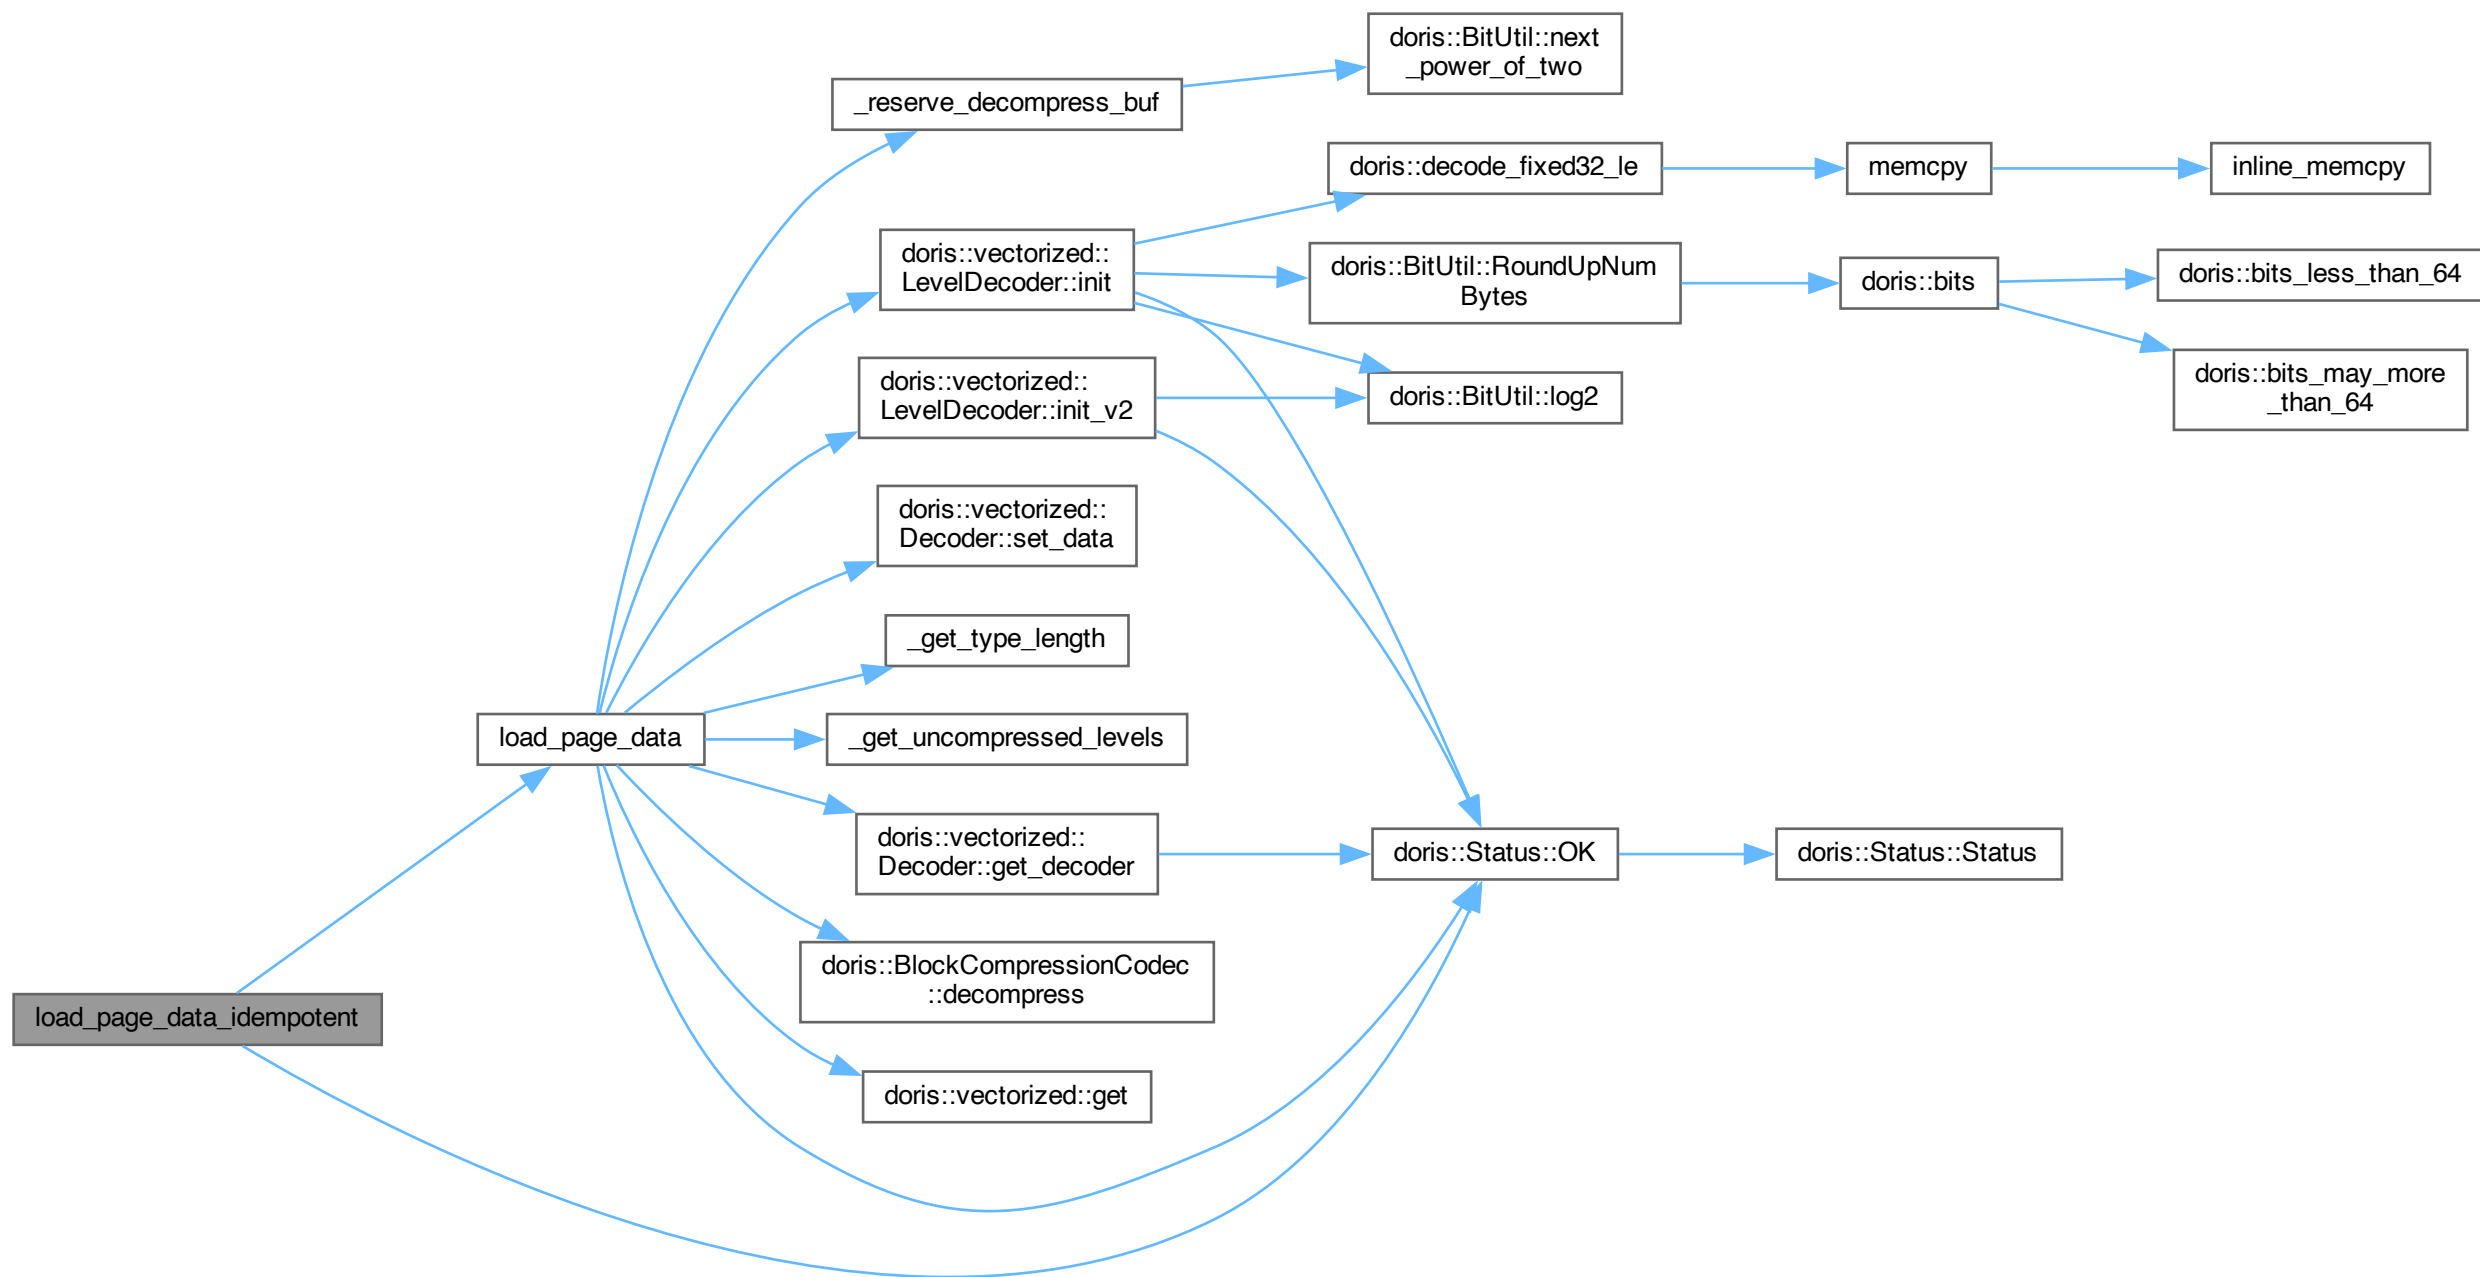 doris::BitUtil::next
_power_of_two
_reserve_decompress_buf
doris::decode_fixed32_le
memcpy
inline_memcpy
doris::vectorized::
LevelDecoder::init
doris::BitUtil::RoundUpNum
Bytes
doris::bits
doris::bits_less_than_64
doris::bits_may_more
_than_64
doris::vectorized::
LevelDecoder::init_v2
doris::BitUtil::log2
doris::vectorized::
Decoder::set_data
_get_type_length
load_page_data
_get_uncompressed_levels
doris::vectorized::
Decoder::get_decoder
doris::Status::OK
doris::Status::Status
doris::BlockCompressionCodec
::decompress
load_page_data_idempotent
doris::vectorized::get